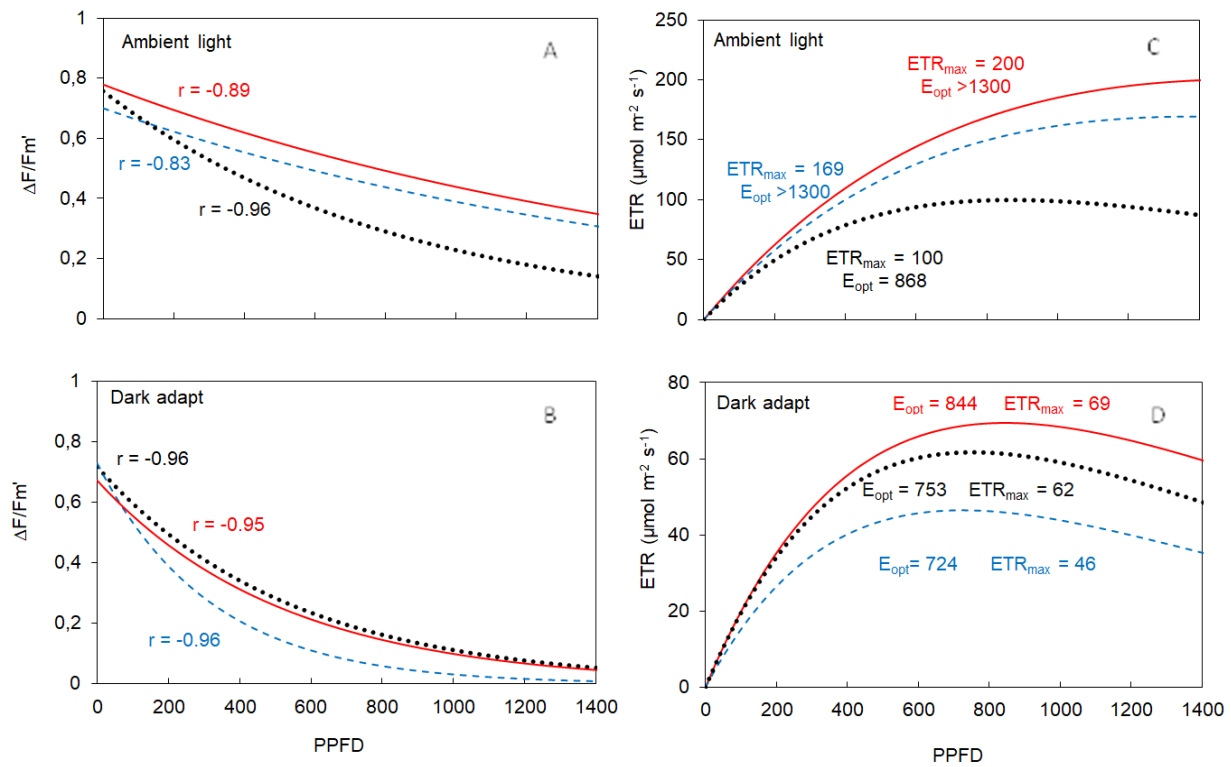 Ambient light
A
r = -0.89
r = -0.83
r = -0.96
ΔF/Fm'
1
0,8
0,6
0,4
0,2
0
Ambient light
C
ETRmax = 200
Eopt >1300
ETRmax = 169
Eopt >1300
ETRmax = 100
Eopt = 868
ETR (µmol m-2 s-1)
250
200
150
100
50
0
Dark adapt
B
r = -0.96
r = -0.95
r = -0.96
ΔF/Fm'
1
0,8
0,6
0,4
0,2
0
0 200 400 600 800 1000 1200 1400
PPFD
Dark adapt
D
Eopt = 844 ETRmax = 69
Eopt = 753 ETRmax = 62
Eopt= 724 ETRmax = 46
ETR (µmol m-2 s-1)
80
60
40
20
0
0 200 400 600 800 1000 1200 1400
PPFD